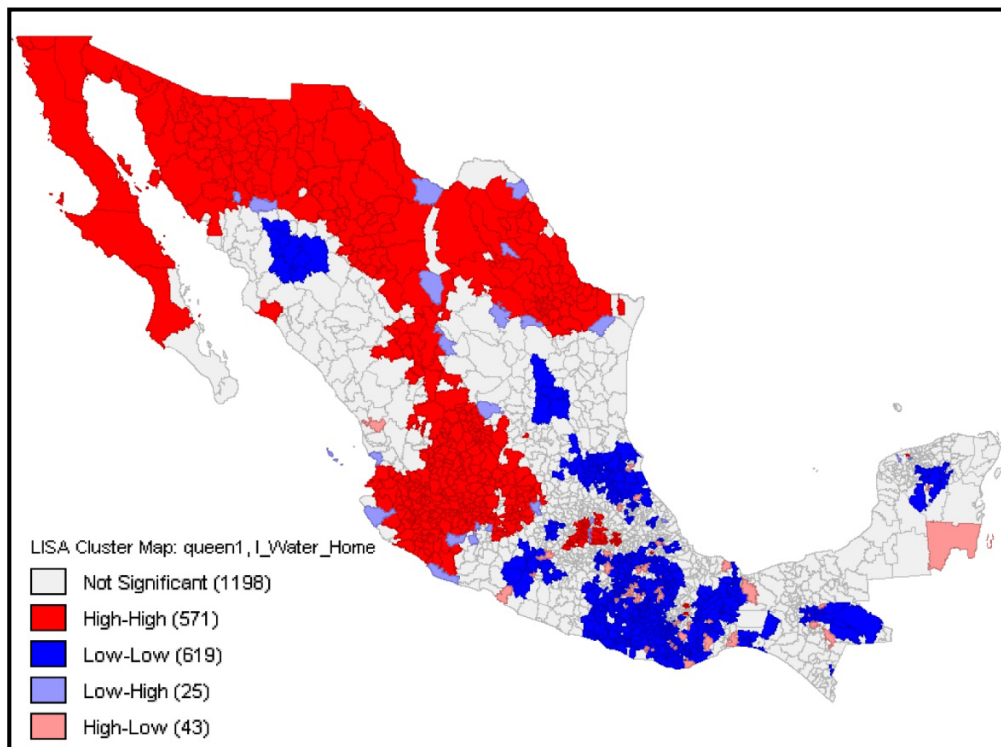 LISA Cluster Map: queen1, I_Water_Home
Not Significant (1198)
High-High (571)
Low-Low (619)
Low-High (25)
High-Low (43)